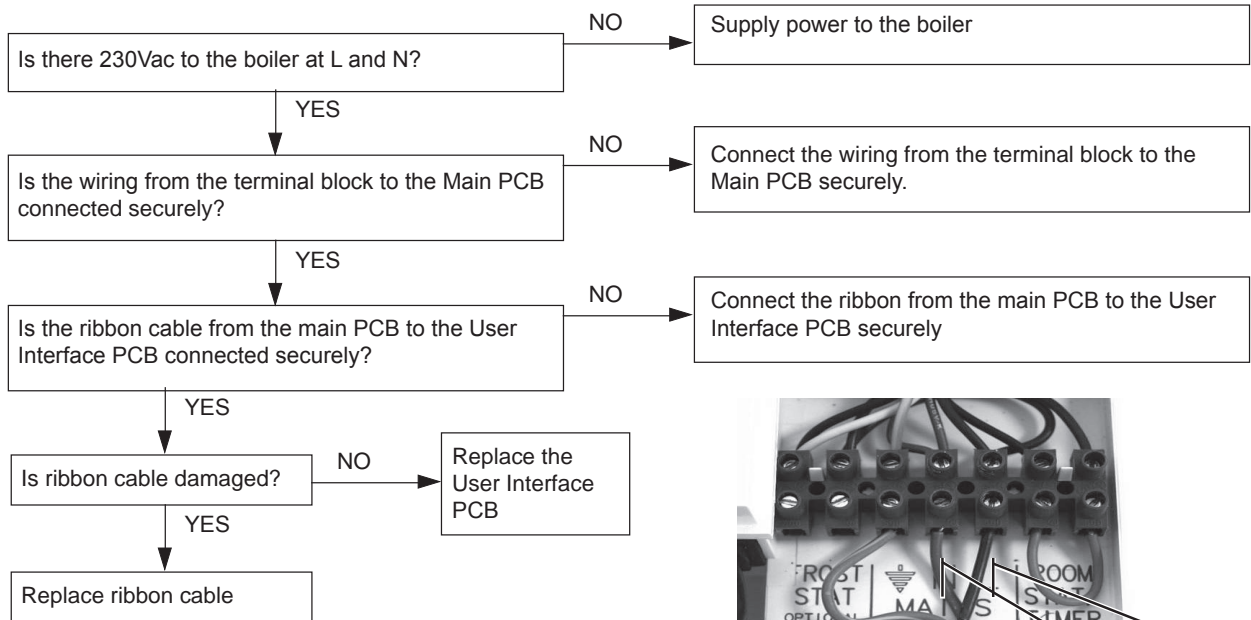 NO
Supply power to the boiler
Is there 230Vac to the boiler at L and N?
YES
NO
Connect the wiring from the terminal block to the
Main PCB securely.
Is the wiring from the terminal block to the Main PCB
connected securely?
YES
NO
Connect the ribbon from the main PCB to the User
Interface PCB securely
Is the ribbon cable from the main PCB to the User
Interface PCB connected securely?
YES
Is ribbon cable damaged?
NO
Replace the
User Interface
PCB
YES
Replace ribbon cable
STAT
ROOM